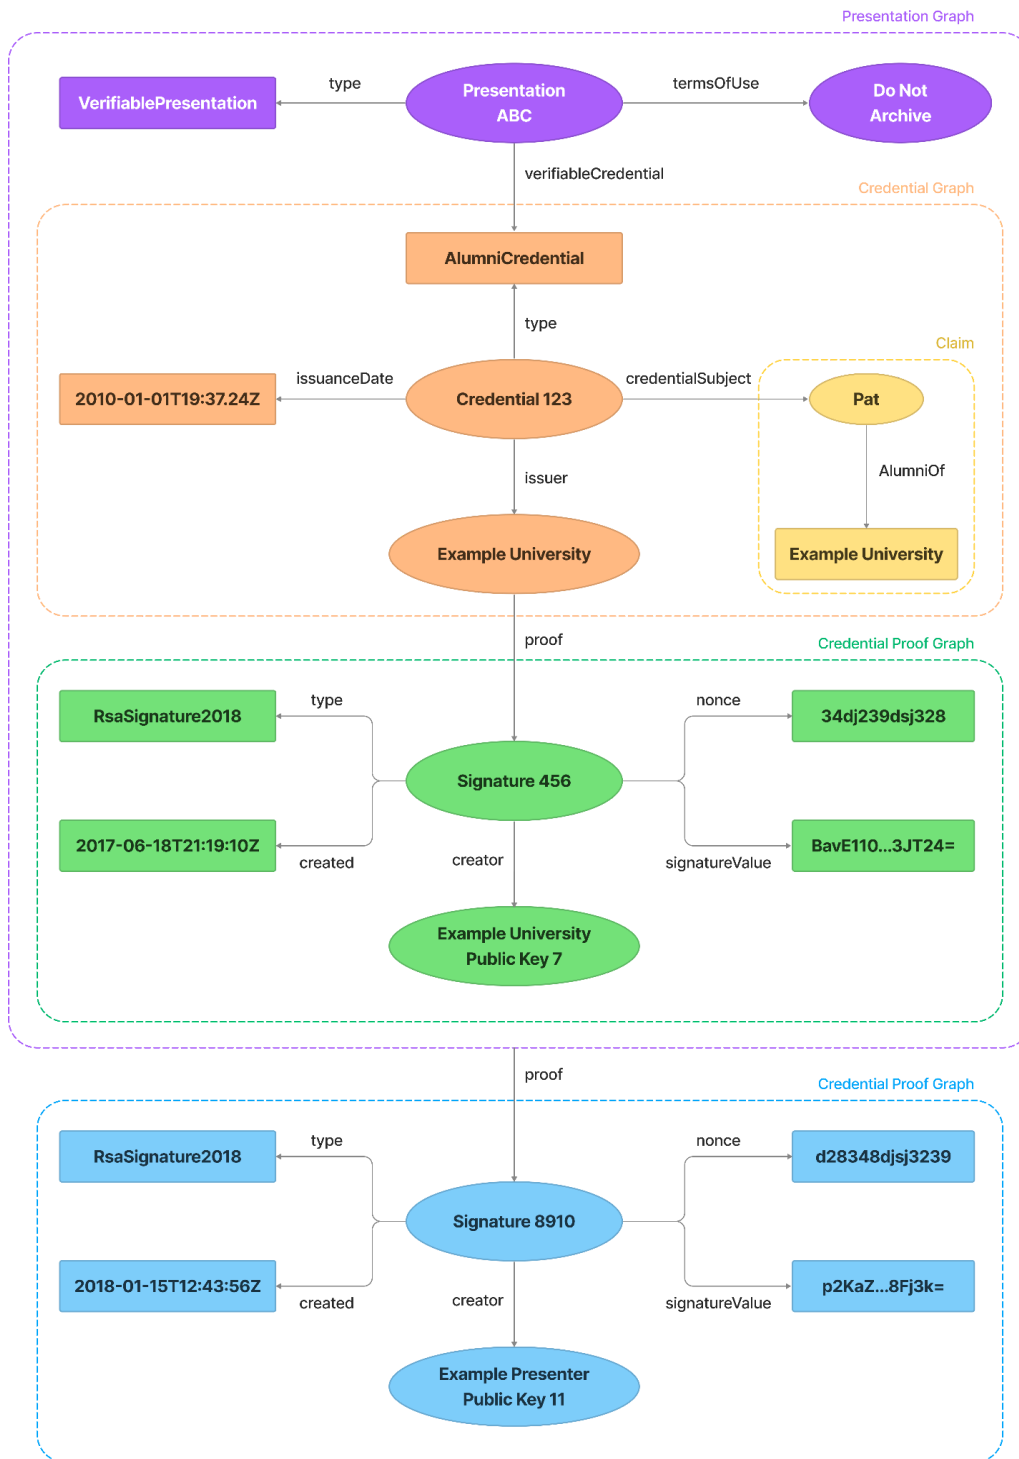 Presentation Graph
type
termsOfUse
VerifiablePresentation
Presentation
ABC
Do Not
Archive
verifiableCredential
Credential Graph
AlumniCredential
type
Claim
issuanceDate
credentialSubject
2010-01-01T19:37.24Z
Credential 123
Pat
AlumniOf
issuer
Example University
Example University
proof
Credential Proof Graph
type
nonce
RsaSignature2018
34dj239dsj328
Signature 456
2017-06-18T21:19:10Z
BavE110...3JT24=
created
creator
signatureValue
Example University
Public Key 7
proof
Credential Proof Graph
type
nonce
RsaSignature2018
d28348djsj3239
Signature 8910
2018-01-15T12:43:56Z
p2KaZ...8Fj3k=
created
creator
signatureValue
Example Presenter
Public Key 11